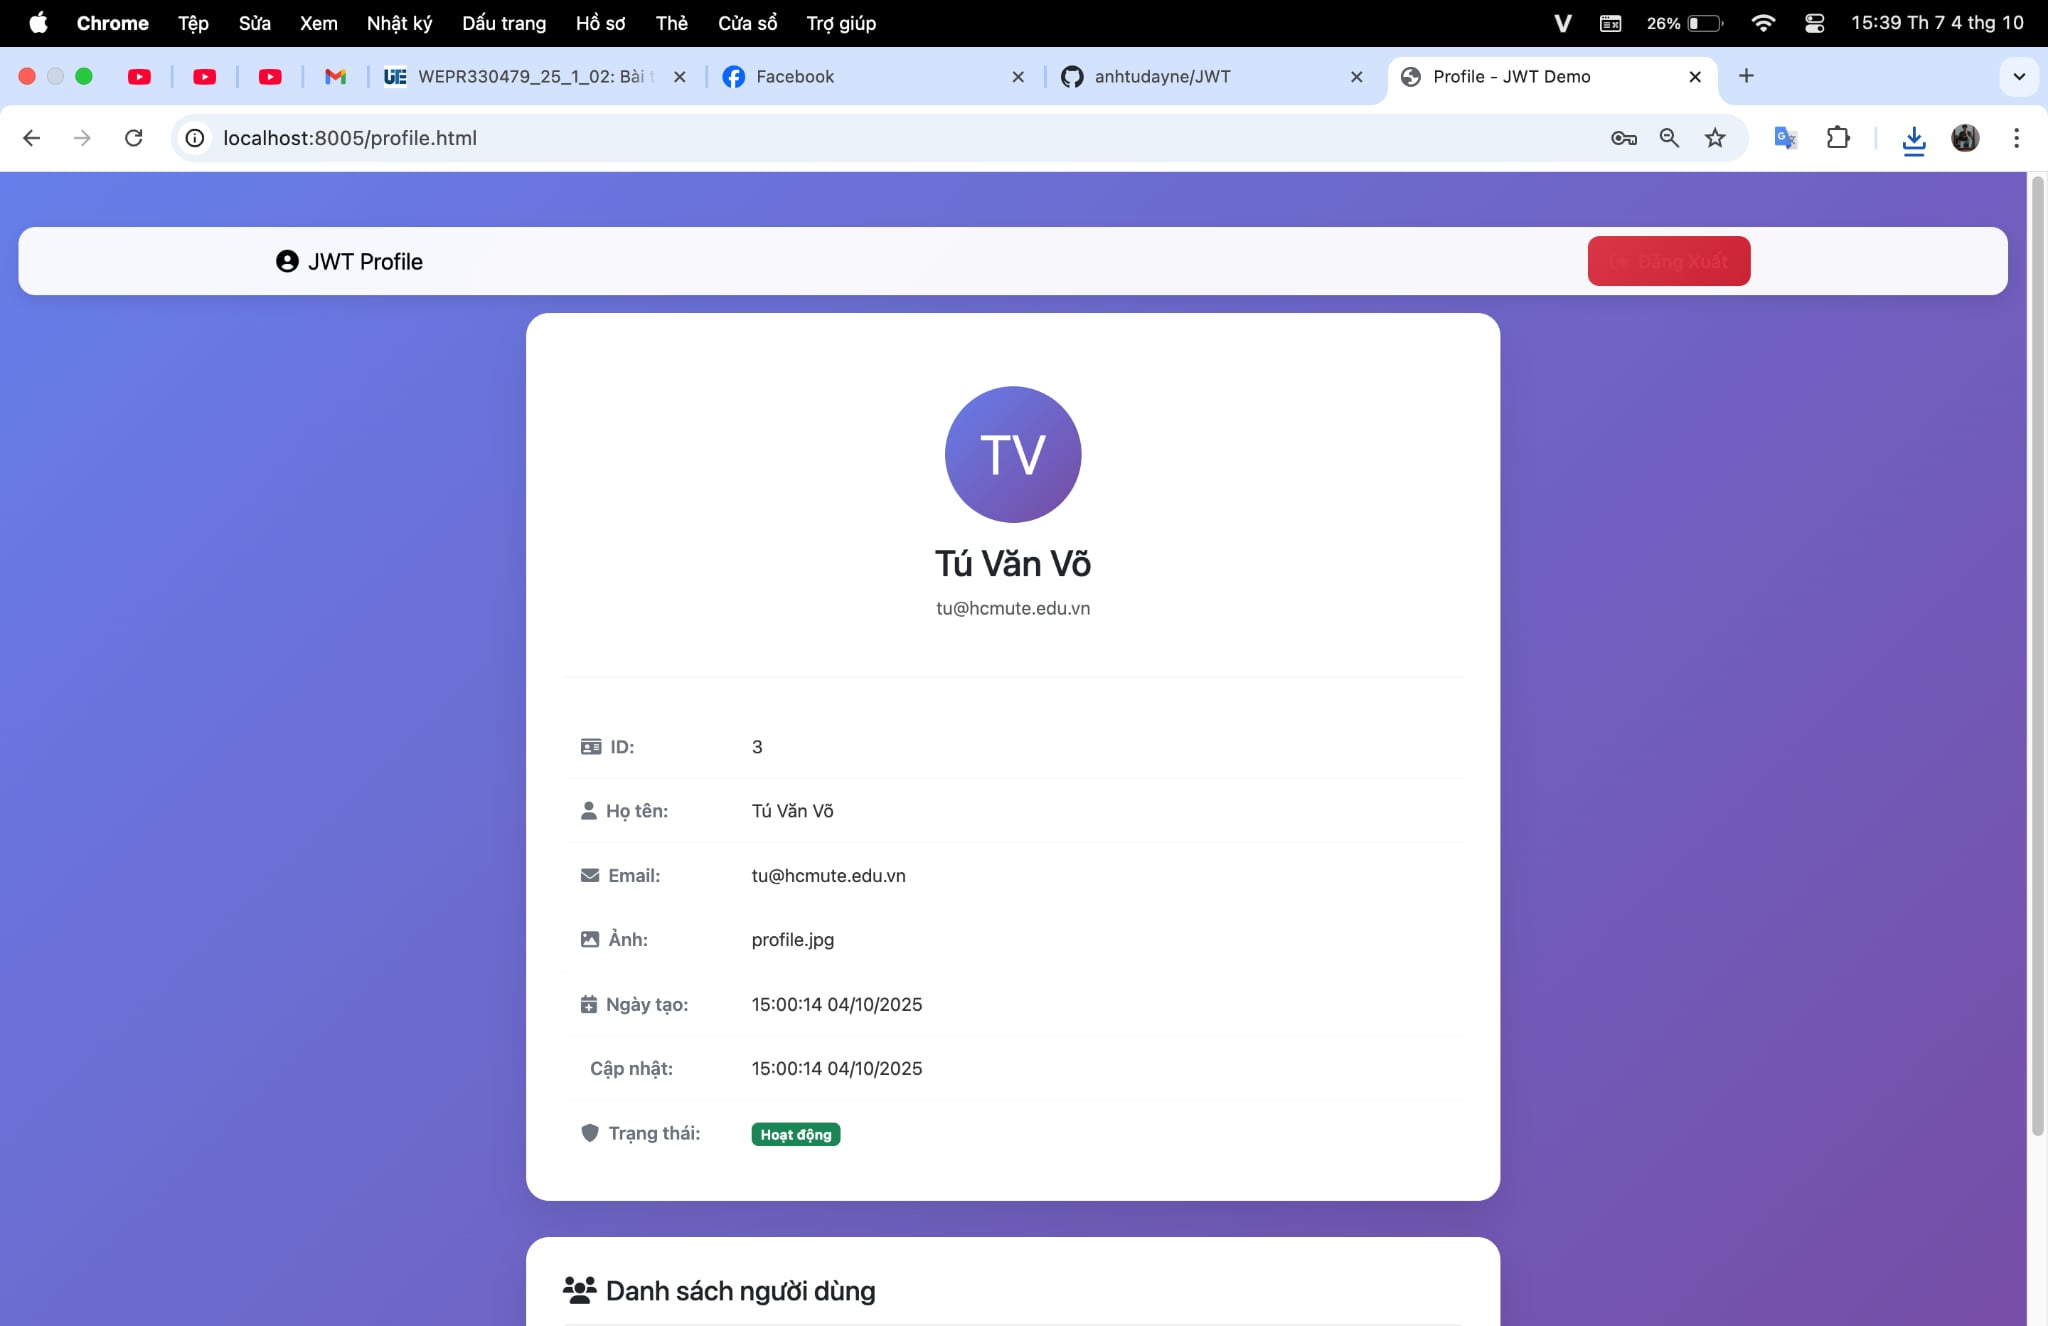 Chrome Tệp Sửa Xem Nhật ký Dấu trang Hồ sơ Thẻ Cửa sổ Trợ giúp V 26% 15:39 Th 7 4 thg 10
UTE WEPR330479_25_1_02: Bài t Facebook anhtudayne/JWT Profile - JWT Demo
localhost:8005/profile.html
JWT Profile Đăng Xuất
TV
Tú Văn Võ
tu@hcmute.edu.vn
ID: 3
Họ tên: Tú Văn Võ
Email: tu@hcmute.edu.vn
Ảnh: profile.jpg
Ngày tạo: 15:00:14 04/10/2025
Cập nhật: 15:00:14 04/10/2025
Trạng thái: Hoạt động
Danh sách người dùng